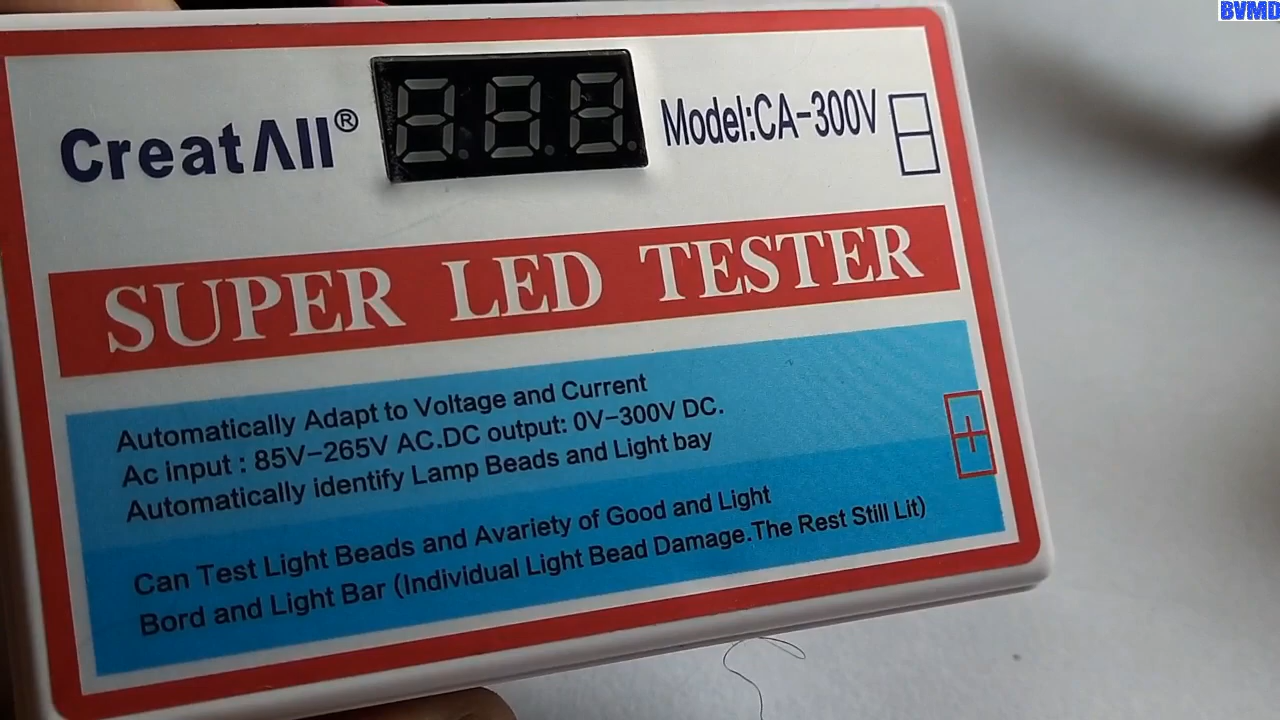 BVMD
CreatAll®
Model:CA-300V
SUPER LED TESTER
Automatically Adapt to Voltage and Current
Ac input : 85V-265V AC.DC output: 0V-300V DC.
Automatically identify Lamp Beads and Light bay
Can Test Light Beads and Avariety of Good and Light
Bord and Light Bar (Individual Light Bead Damage.The Rest Still Lit)